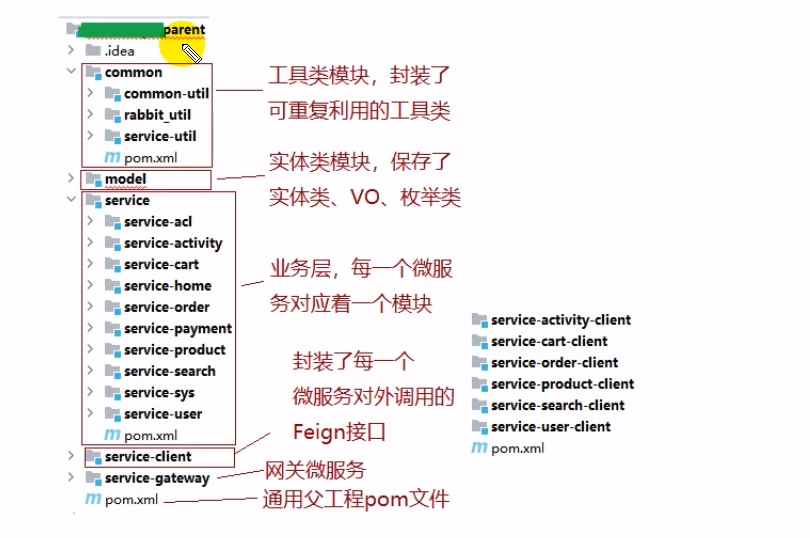 parent
.idea
common
common-util
rabbit_util
service-util
pom.xml
工具类模块，封装了
可重复利用的工具类
model
实体类模块，保存了
实体类、VO、枚举类
service
service-acl
service-activity
service-cart
service-home
service-order
service-payment
service-product
service-search
service-sys
service-user
pom.xml
业务层，每一个微服
务对应着一个模块
service-client
封装了每一个
微服务对外调用的
Feign接口
service-activity-client
service-cart-client
service-order-client
service-product-client
service-search-client
service-user-client
pom.xml
service-gateway
网关微服务
pom.xml
通用父工程pom文件